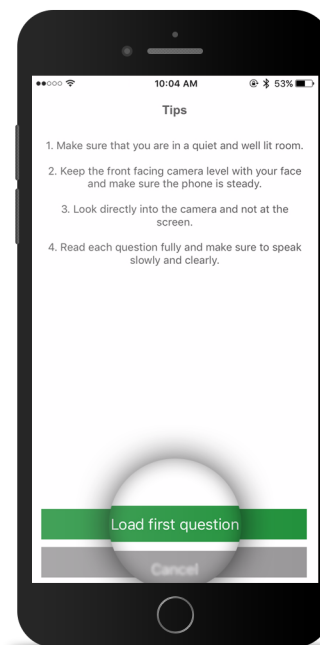 10:04 AM
53%
Tips
1. Make sure that you are in a quiet and well lit room.
2. Keep the front facing camera level with your face
and make sure the phone is steady.
3. Look directly into the camera and not at the
screen.
4. Read each question fully and make sure to speak
slowly and clearly.
Load first question
Cancel